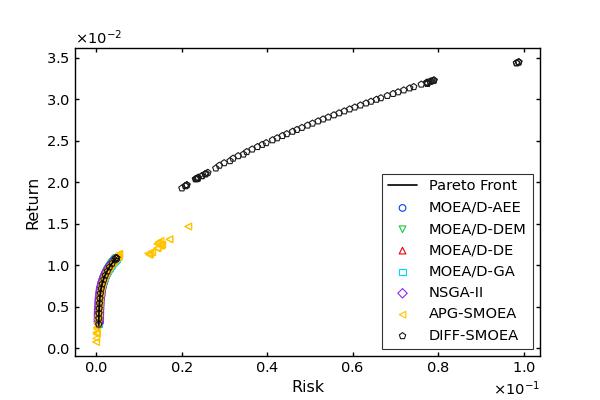 ×10⁻²
3.5
3.0
2.5
2.0
1.5
1.0
0.5
0.0
Return
Pareto Front
MOEA/D-AEE
MOEA/D-DEM
MOEA/D-DE
MOEA/D-GA
NSGA-II
APG-SMOEA
DIFF-SMOEA
0.0 0.2 0.4 0.6 0.8 1.0
Risk
×10⁻¹